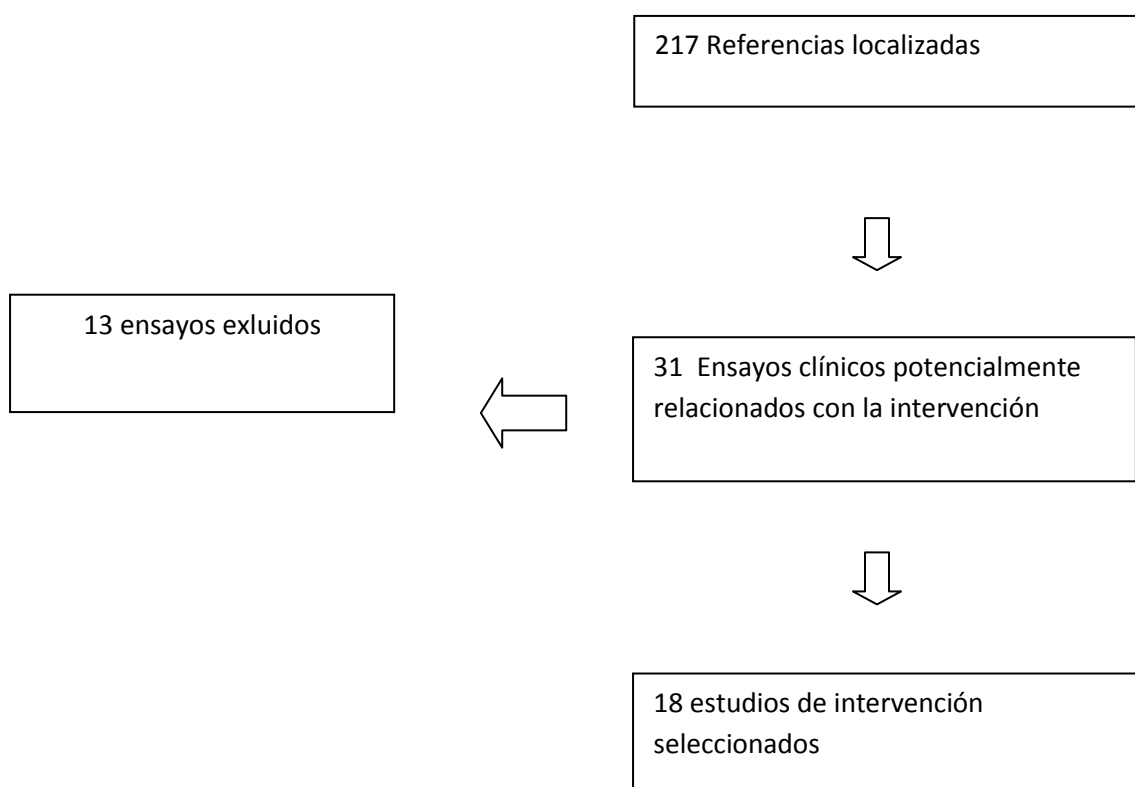 217 Referencias localizadas
13 ensayos exluidos
31  Ensayos clínicos potencialmente
relacionados con la intervención
18 estudios de intervención
seleccionados